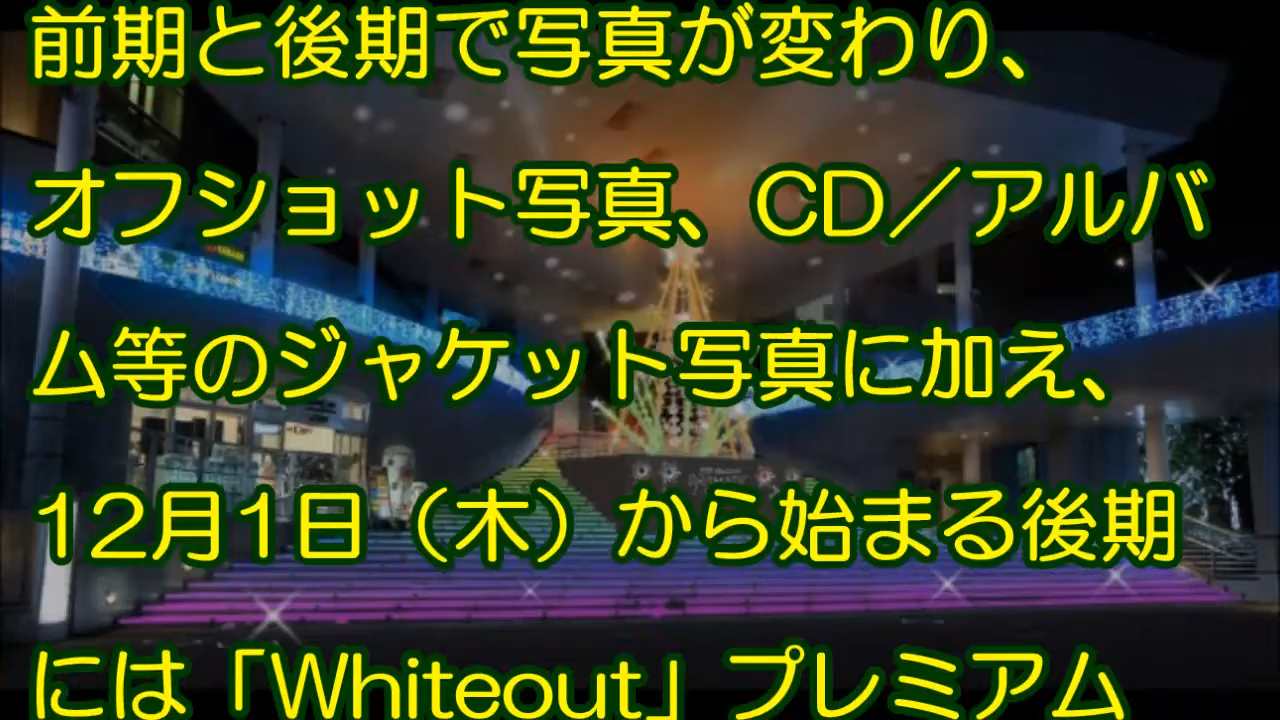 前期と後期で写真が変わり、
オフショット写真、CD／アルバ
ム等のジャケット写真に加え、
12月1日（木）から始まる後期
には「Whiteout」プレミアム